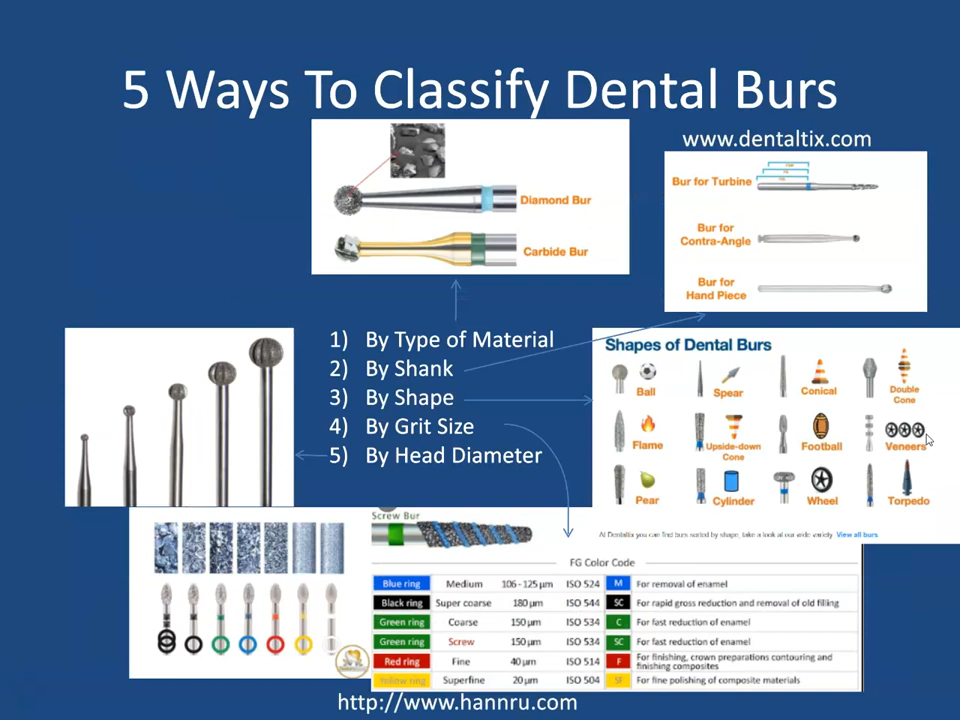 5 Ways To Classify Dental Burs
www.dentaltix.com
Diamond Bur
Carbide Bur
Bur for Turbine
Bur for
Contra-Angle
Bur for
Hand Piece
1) By Type of Material
2) By Shank
3) By Shape
4) By Grit Size
5) By Head Diameter
Shapes of Dental Burs
Ball
Spear
Conical
Double
Cone
Flame
Upside-down
Cone
Football
Veneers
Pear
Cylinder
Wheel
Torpedo
At Dentaltix you can find burs sorted by shape, take a look at our wide variety View all burs
Screw Bur
FG Color Code
Blue ring Medium 106 - 125 µm ISO 524 M For removal of enamel
Black ring Super coarse 180 µm ISO 544 SC For rapid gross reduction and removal of old filling
Green ring Coarse 150 µm ISO 534 C For fast reduction of enamel
Green ring Screw 150 µm ISO 534 SC For fast reduction of enamel
Red ring Fine 40 µm ISO 514 F For finishing, crown preparations contouring and
finishing composites
Yellow ring Superfine 20 µm ISO 504 SF For fine polishing of composite materials
http://www.hannru.com